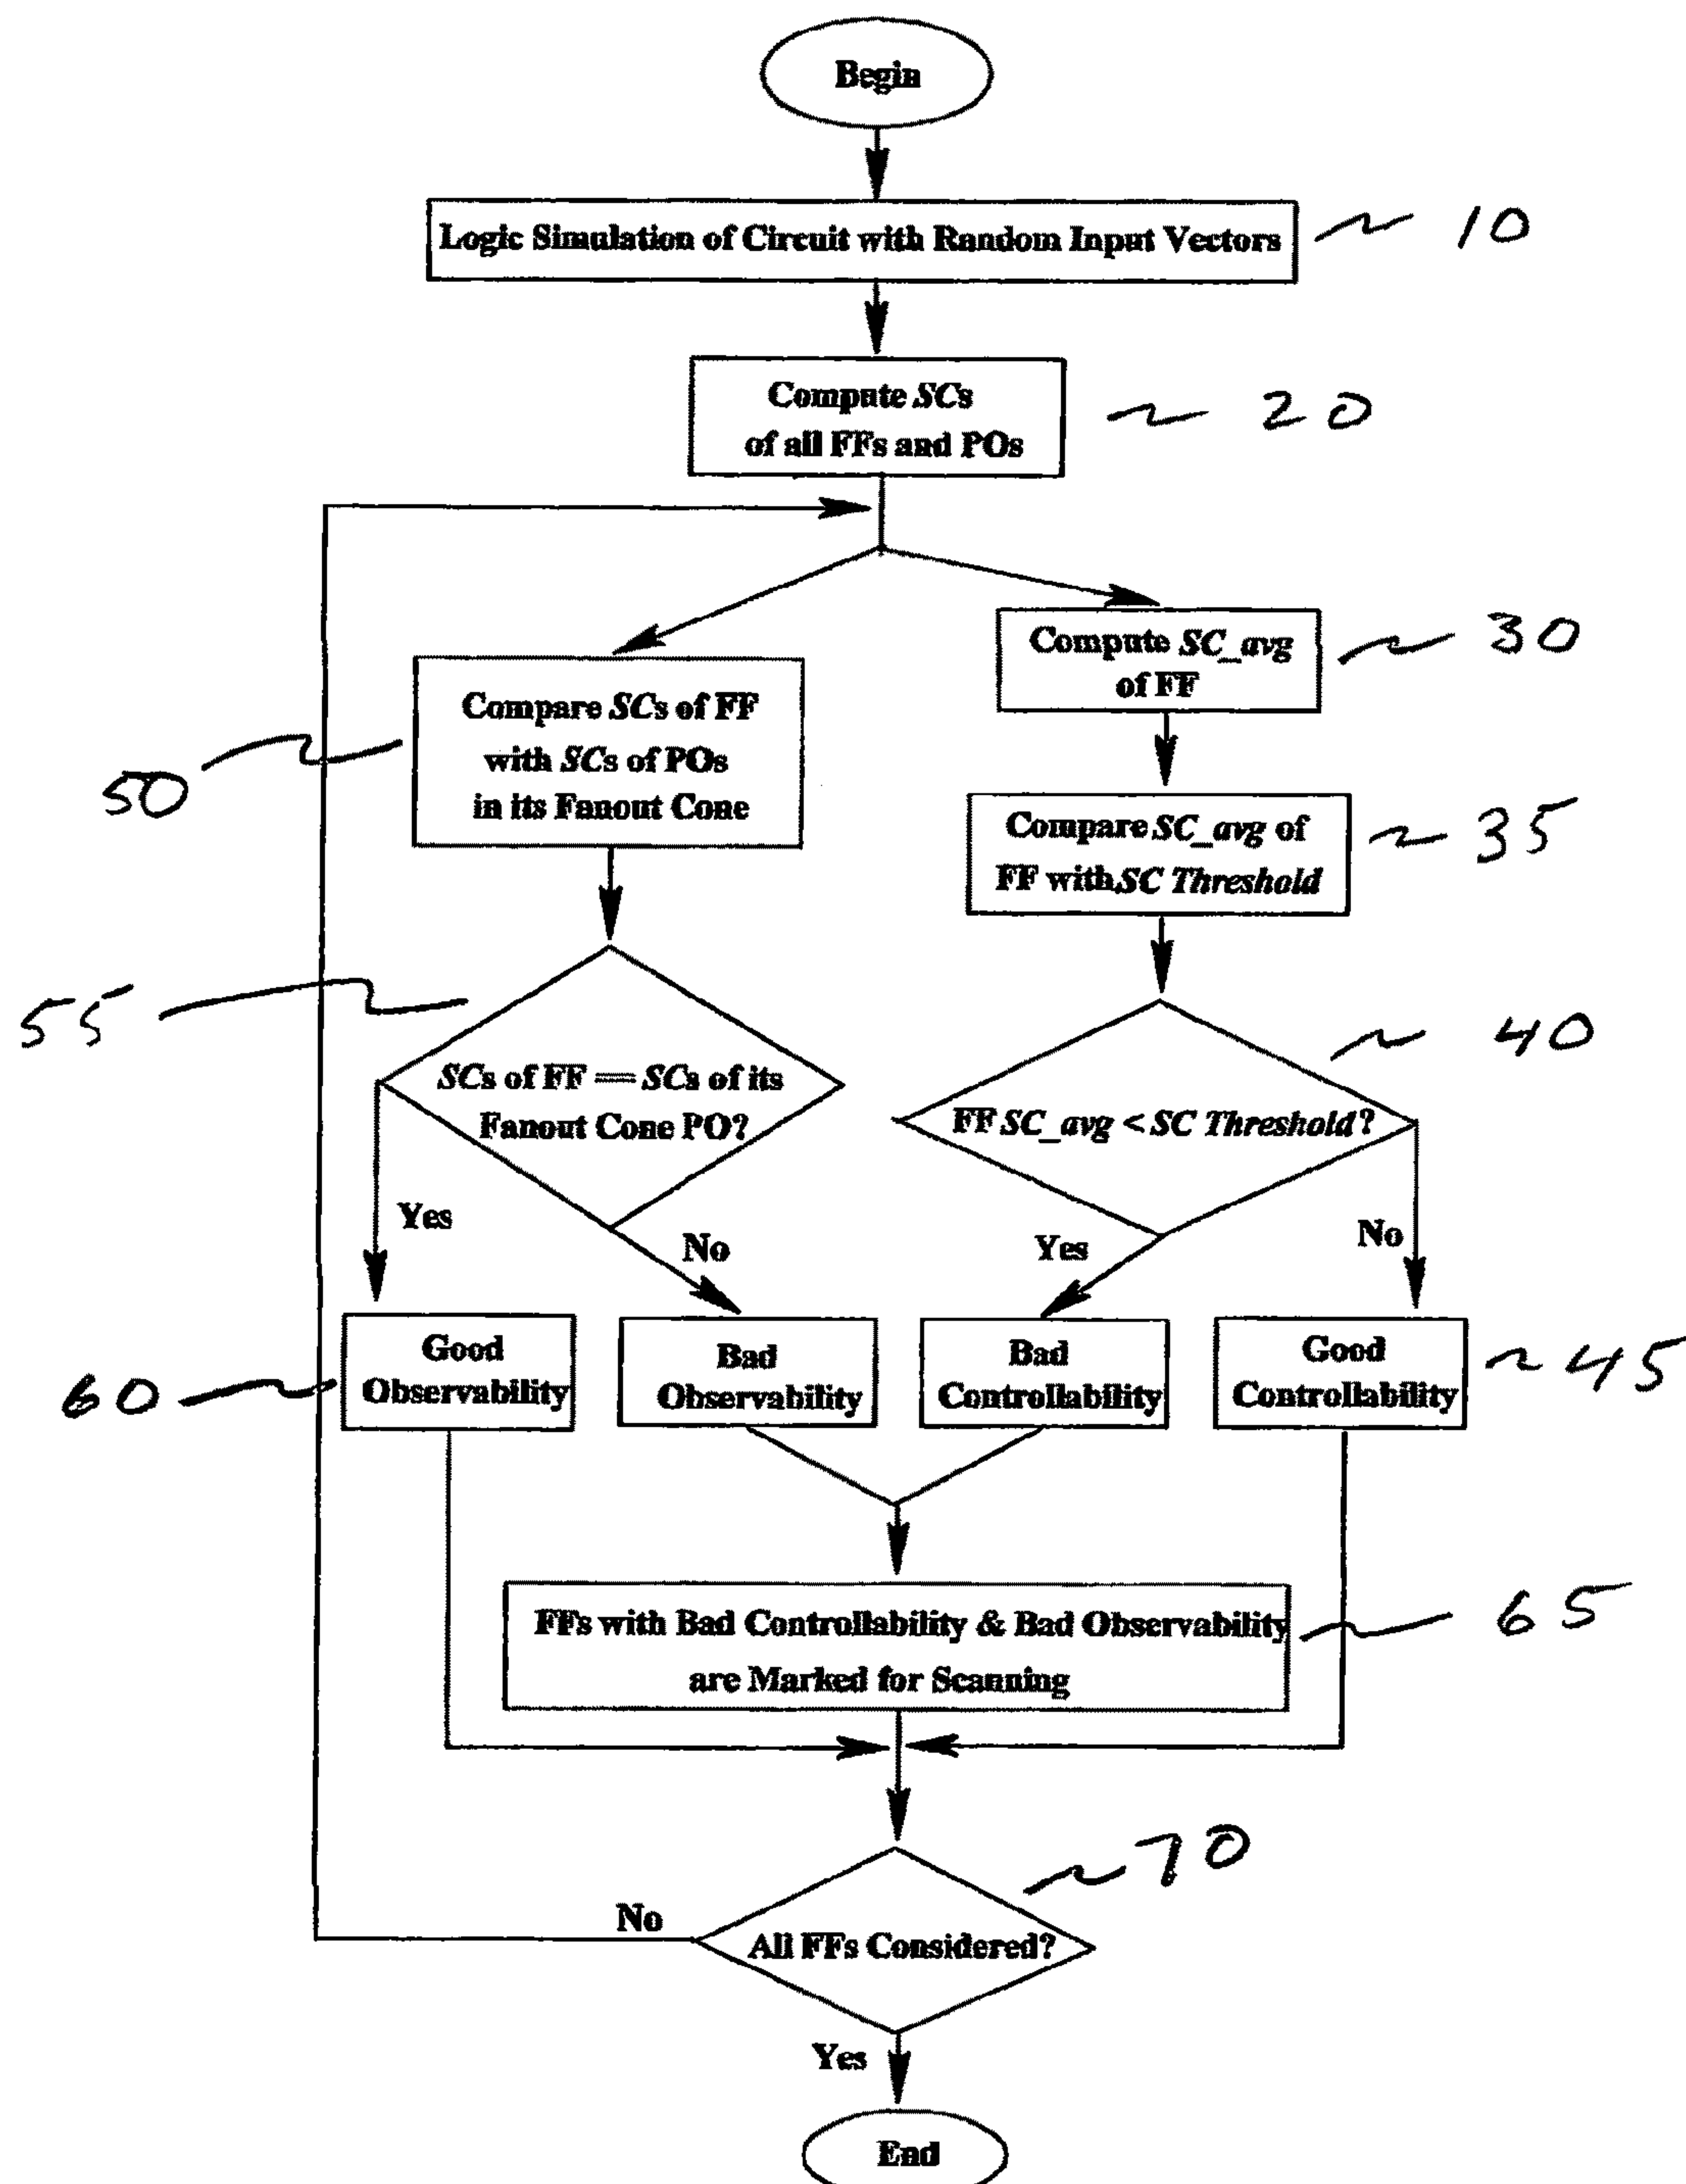 Begin
Logic Simulation of Circuit with Random Input Vectors
10
Compute SCs
of all FFs and POs
20
Compute SC_avg
of FF
30
Compare SCs of FF
with SCs of POs
in its Fanout Cone
50
Compare SC_avg of
FF with SC Threshold
35
55
SCs of FF == SCs of its
Fanout Cone PO?
FF SC_avg < SC Threshold?
40
Yes
No
Yes
No
Good
Observability
60
Bad
Observability
Bad
Controllability
Good
Controllability
45
FFs with Bad Controllability & Bad Observability
are Marked for Scanning
65
70
No
All FFs Considered?
Yes
End